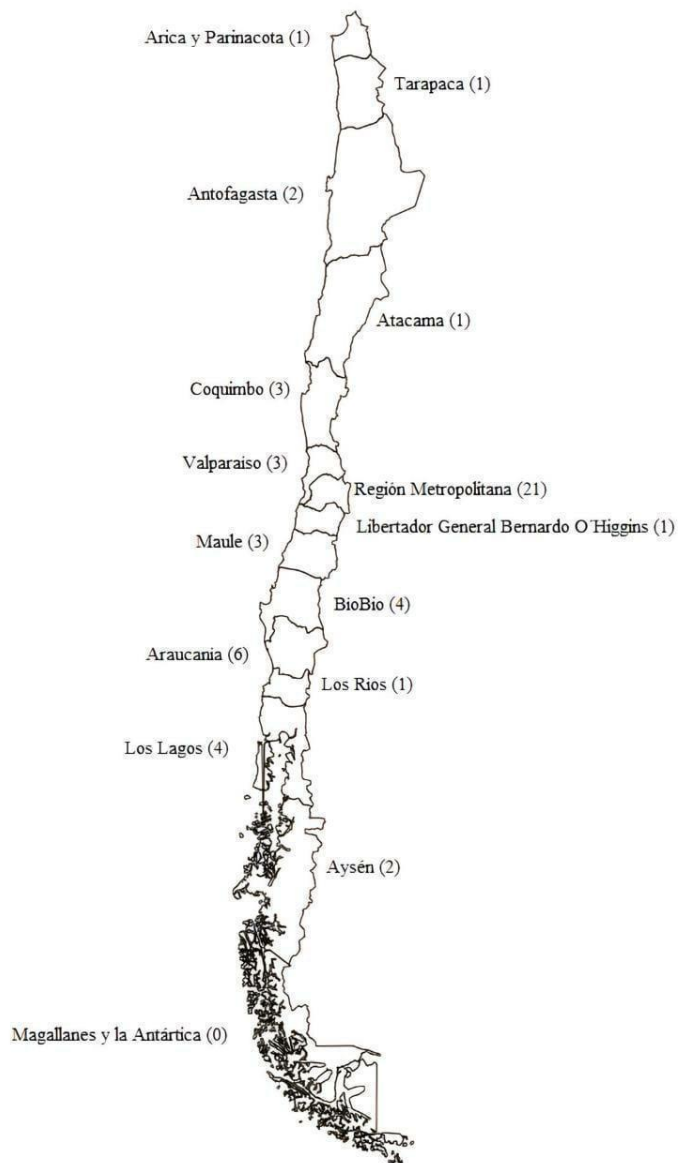 Arica y Parinacota (1)
Tarapaca (1)
Antofagasta (2)
Atacama (1)
Coquimbo (3)
Valparaiso (3)
Región Metropolitana (21)
Libertador General Bernardo O´Higgins (1)
Maule (3)
BioBio (4)
Araucania (6)
Los Rios (1)
Los Lagos (4)
Aysén (2)
Magallanes y la Antártica (0)